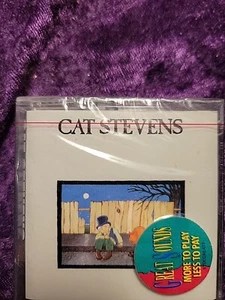 CAT STEVENS
GREAT SOUNDS
MORE TO PLAY
LESS TO PAY